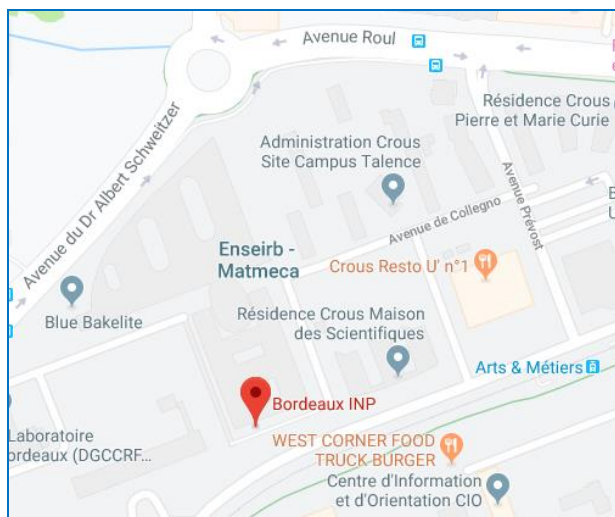 Avenue Roul
Résidence Crous
Pierre et Marie Curie
Administration Crous
Site Campus Talence
Avenue du Dr Albert Schweitzer
Avenue Prévost
Avenue de Collegno
Enseirb -
Matmeca
Crous Resto U' n°1
Blue Bakelite
Résidence Crous Maison
des Scientifiques
Arts & Métiers
Bordeaux INP
Laboratoire
ordeaux (DGCCRF...
WEST CORNER FOOD
TRUCK BURGER
Centre d'Information
et d'Orientation CIO